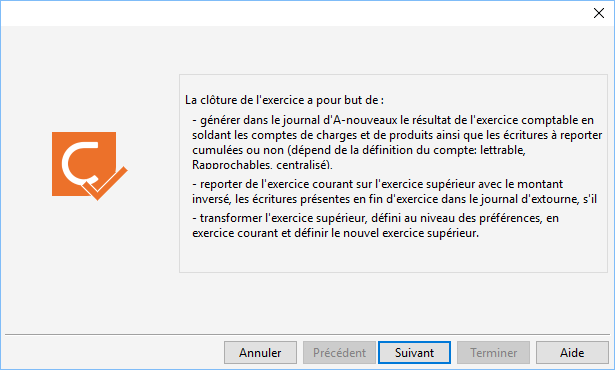 La clôture de l'exercice a pour but de :
- générer dans le journal d'A-nouveaux le résultat de l'exercice comptable en
soldant les comptes de charges et de produits ainsi que les écritures à reporter
cumulées ou non (dépend de la définition du compte: lettrable,
Rapprochables, centralisé).
- reporter de l'exercice courant sur l'exercice supérieur avec le montant
inversé, les écritures présentes en fin d'exercice dans le journal d'extourne, s'il
- transformer l'exercice supérieur, défini au niveau des préférences, en
exercice courant et définir le nouvel exercice supérieur.
Annuler Précédent Suivant Terminer Aide